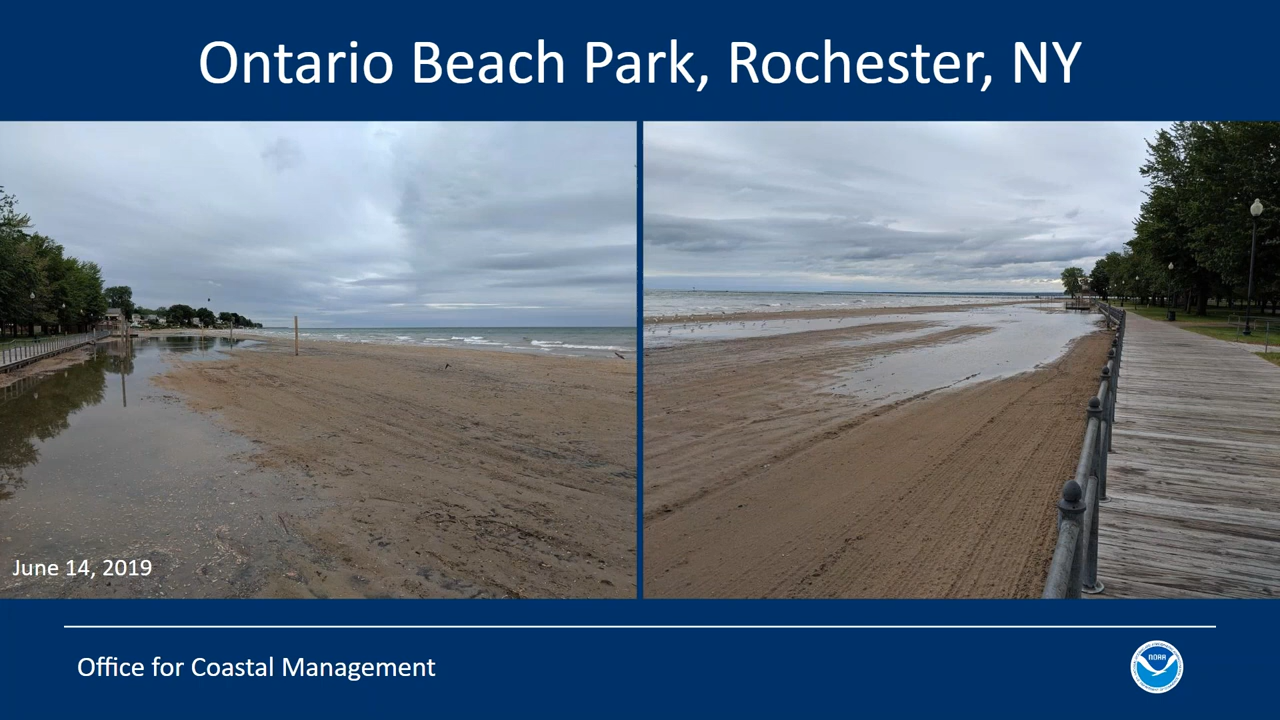 Ontario Beach Park, Rochester, NY
June 14, 2019
Office for Coastal Management
NOAA